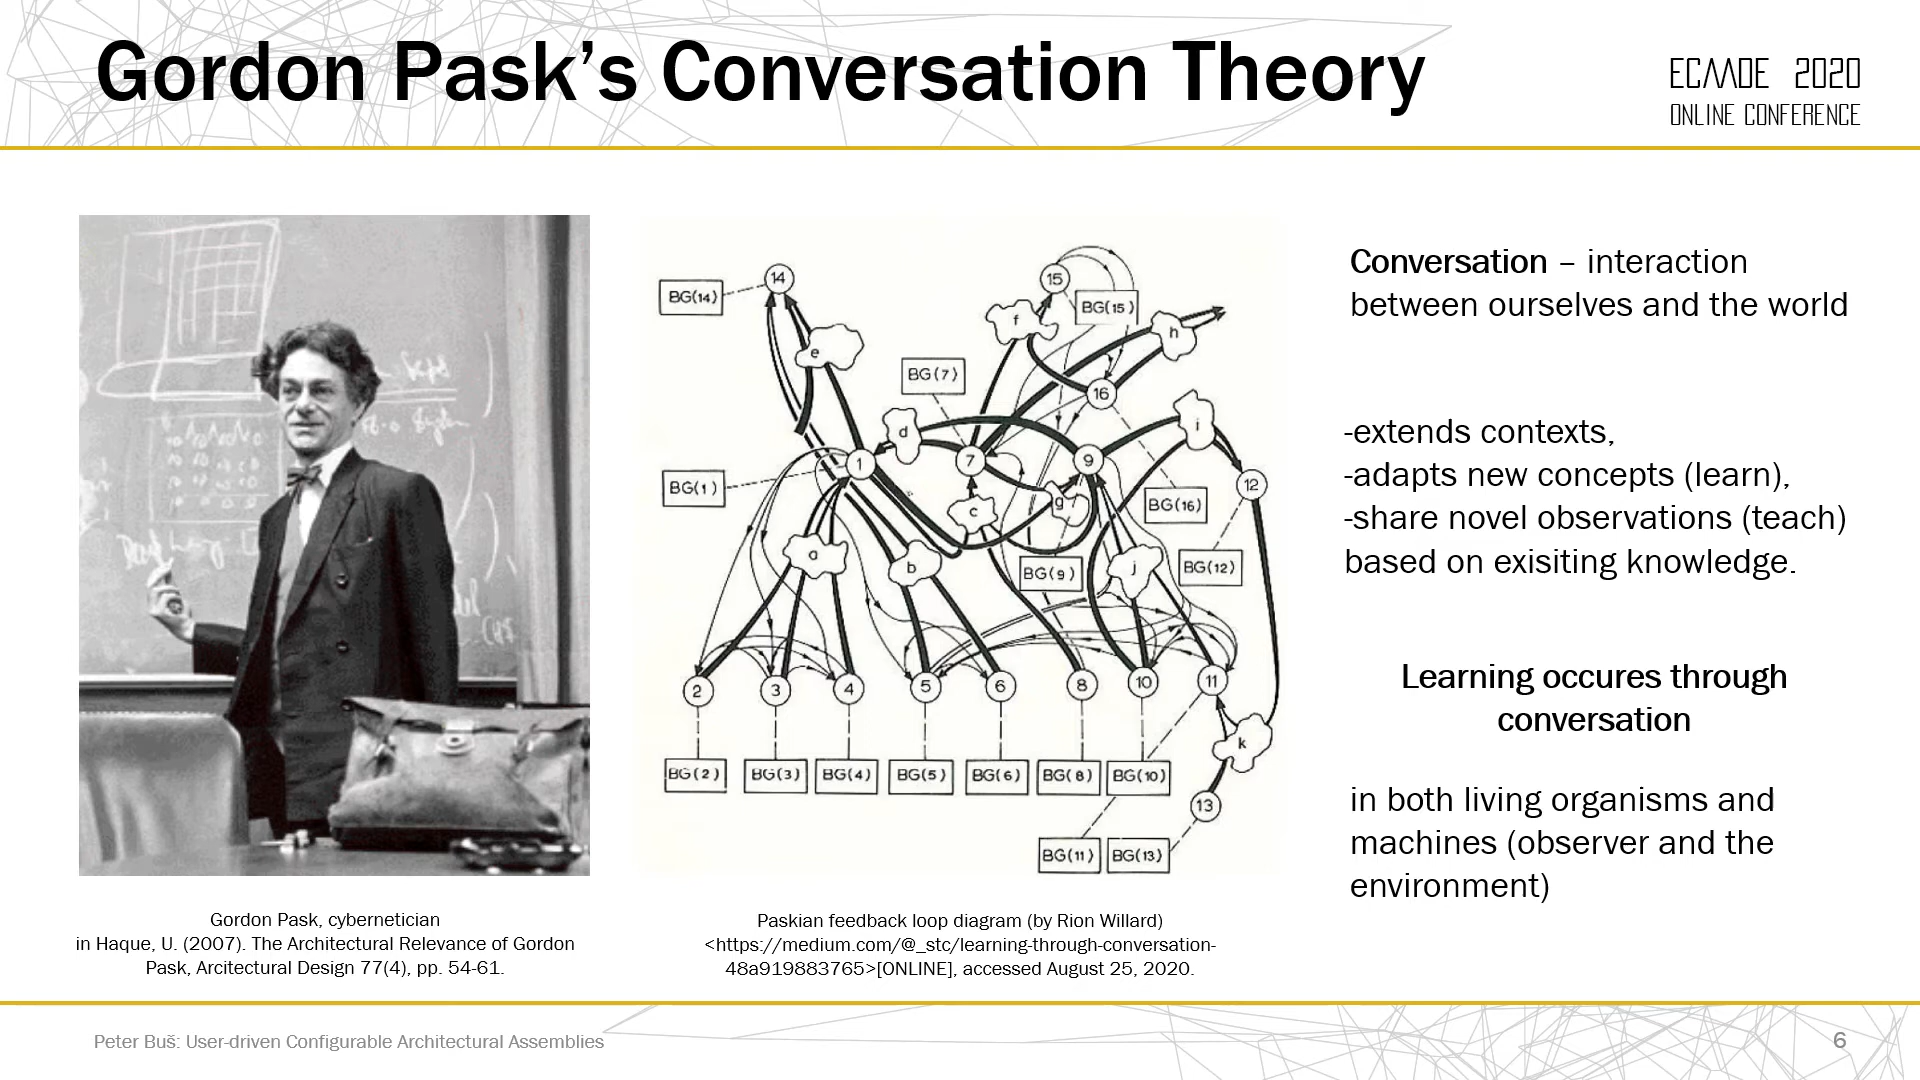 Gordon Pask’s Conversation Theory
ECAADE 2020
ONLINE CONFERENCE
14
BG(14)
15
BG(15)
f
h
e
BG(7)
16
i
d
1
7
9
12
BG(1)
c
g
BG(16)
a
b
BG(9)
j
BG(12)
2
3
4
5
6
8
10
11
k
BG(2)
BG(3)
BG(4)
BG(5)
BG(6)
BG(8)
BG(10)
13
BG(11)
BG(13)
Conversation – interaction
between ourselves and the world
-extends contexts,
-adapts new concepts (learn),
-share novel observations (teach)
based on exisiting knowledge.
Learning occures through
conversation
in both living organisms and
machines (observer and the
environment)
Gordon Pask, cybernetician
in Haque, U. (2007). The Architectural Relevance of Gordon
Pask, Arcitectural Design 77(4), pp. 54-61.
Paskian feedback loop diagram (by Rion Willard)
<https://medium.com/@_stc/learning-through-conversation-
48a919883765>[ONLINE], accessed August 25, 2020.
Peter Buš: User-driven Configurable Architectural Assemblies
6